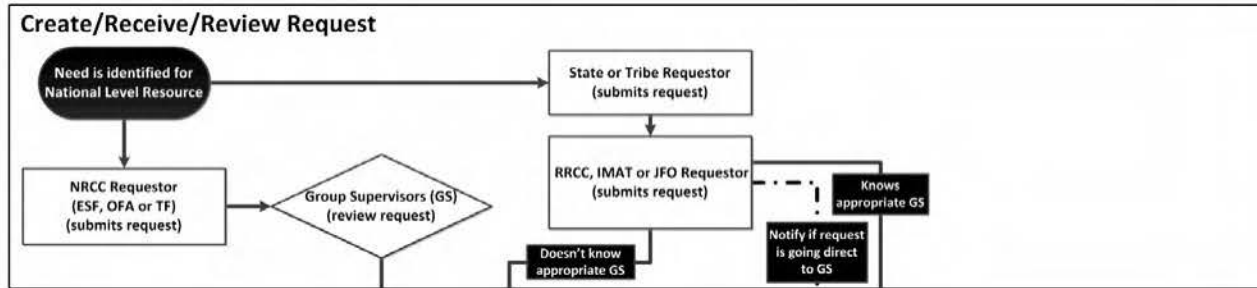 Create/Receive/Review Request
Need is identified for
National Level Resource
State or Tribe Requestor
(submits request)
NRCC Requestor
(ESF, OFA or TF)
(submits request)
Group Supervisors (GS)
(review request)
RRCC, IMAT or JFO Requestor
(submits request)
Knows
appropriate GS
Doesn't know
appropriate GS
Notify if request
is going direct
to GS